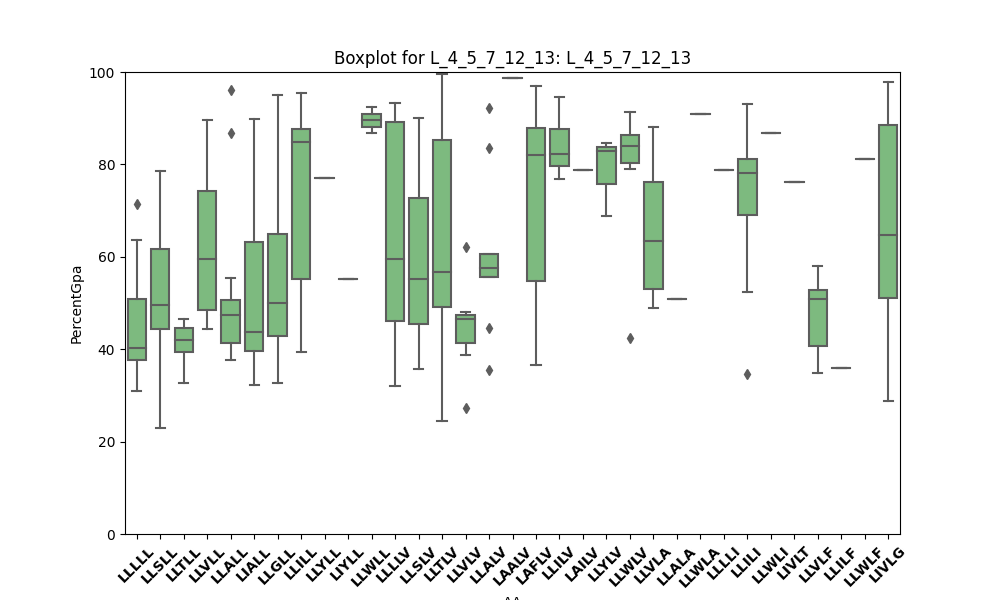 Boxplot for L_4_5_7_12_13: L_4_5_7_12_13
PercentGpa
100
80
60
40
20
0
LLLLL
LLSLL
LLTLL
LLVLL
LLALL
LIALL
LLGLL
LLILL
LLYLL
LIYLL
LLWLL
LLLLV
LLSLV
LLTLV
LLVLV
LLALV
LAALV
LAFLV
LLILV
LAILV
LLYLV
LLWLV
LLVLA
LLALA
LLWLA
LLLLI
LLILI
LLWLI
LIVLT
LLVLF
LLILF
LLWLF
LIVLG